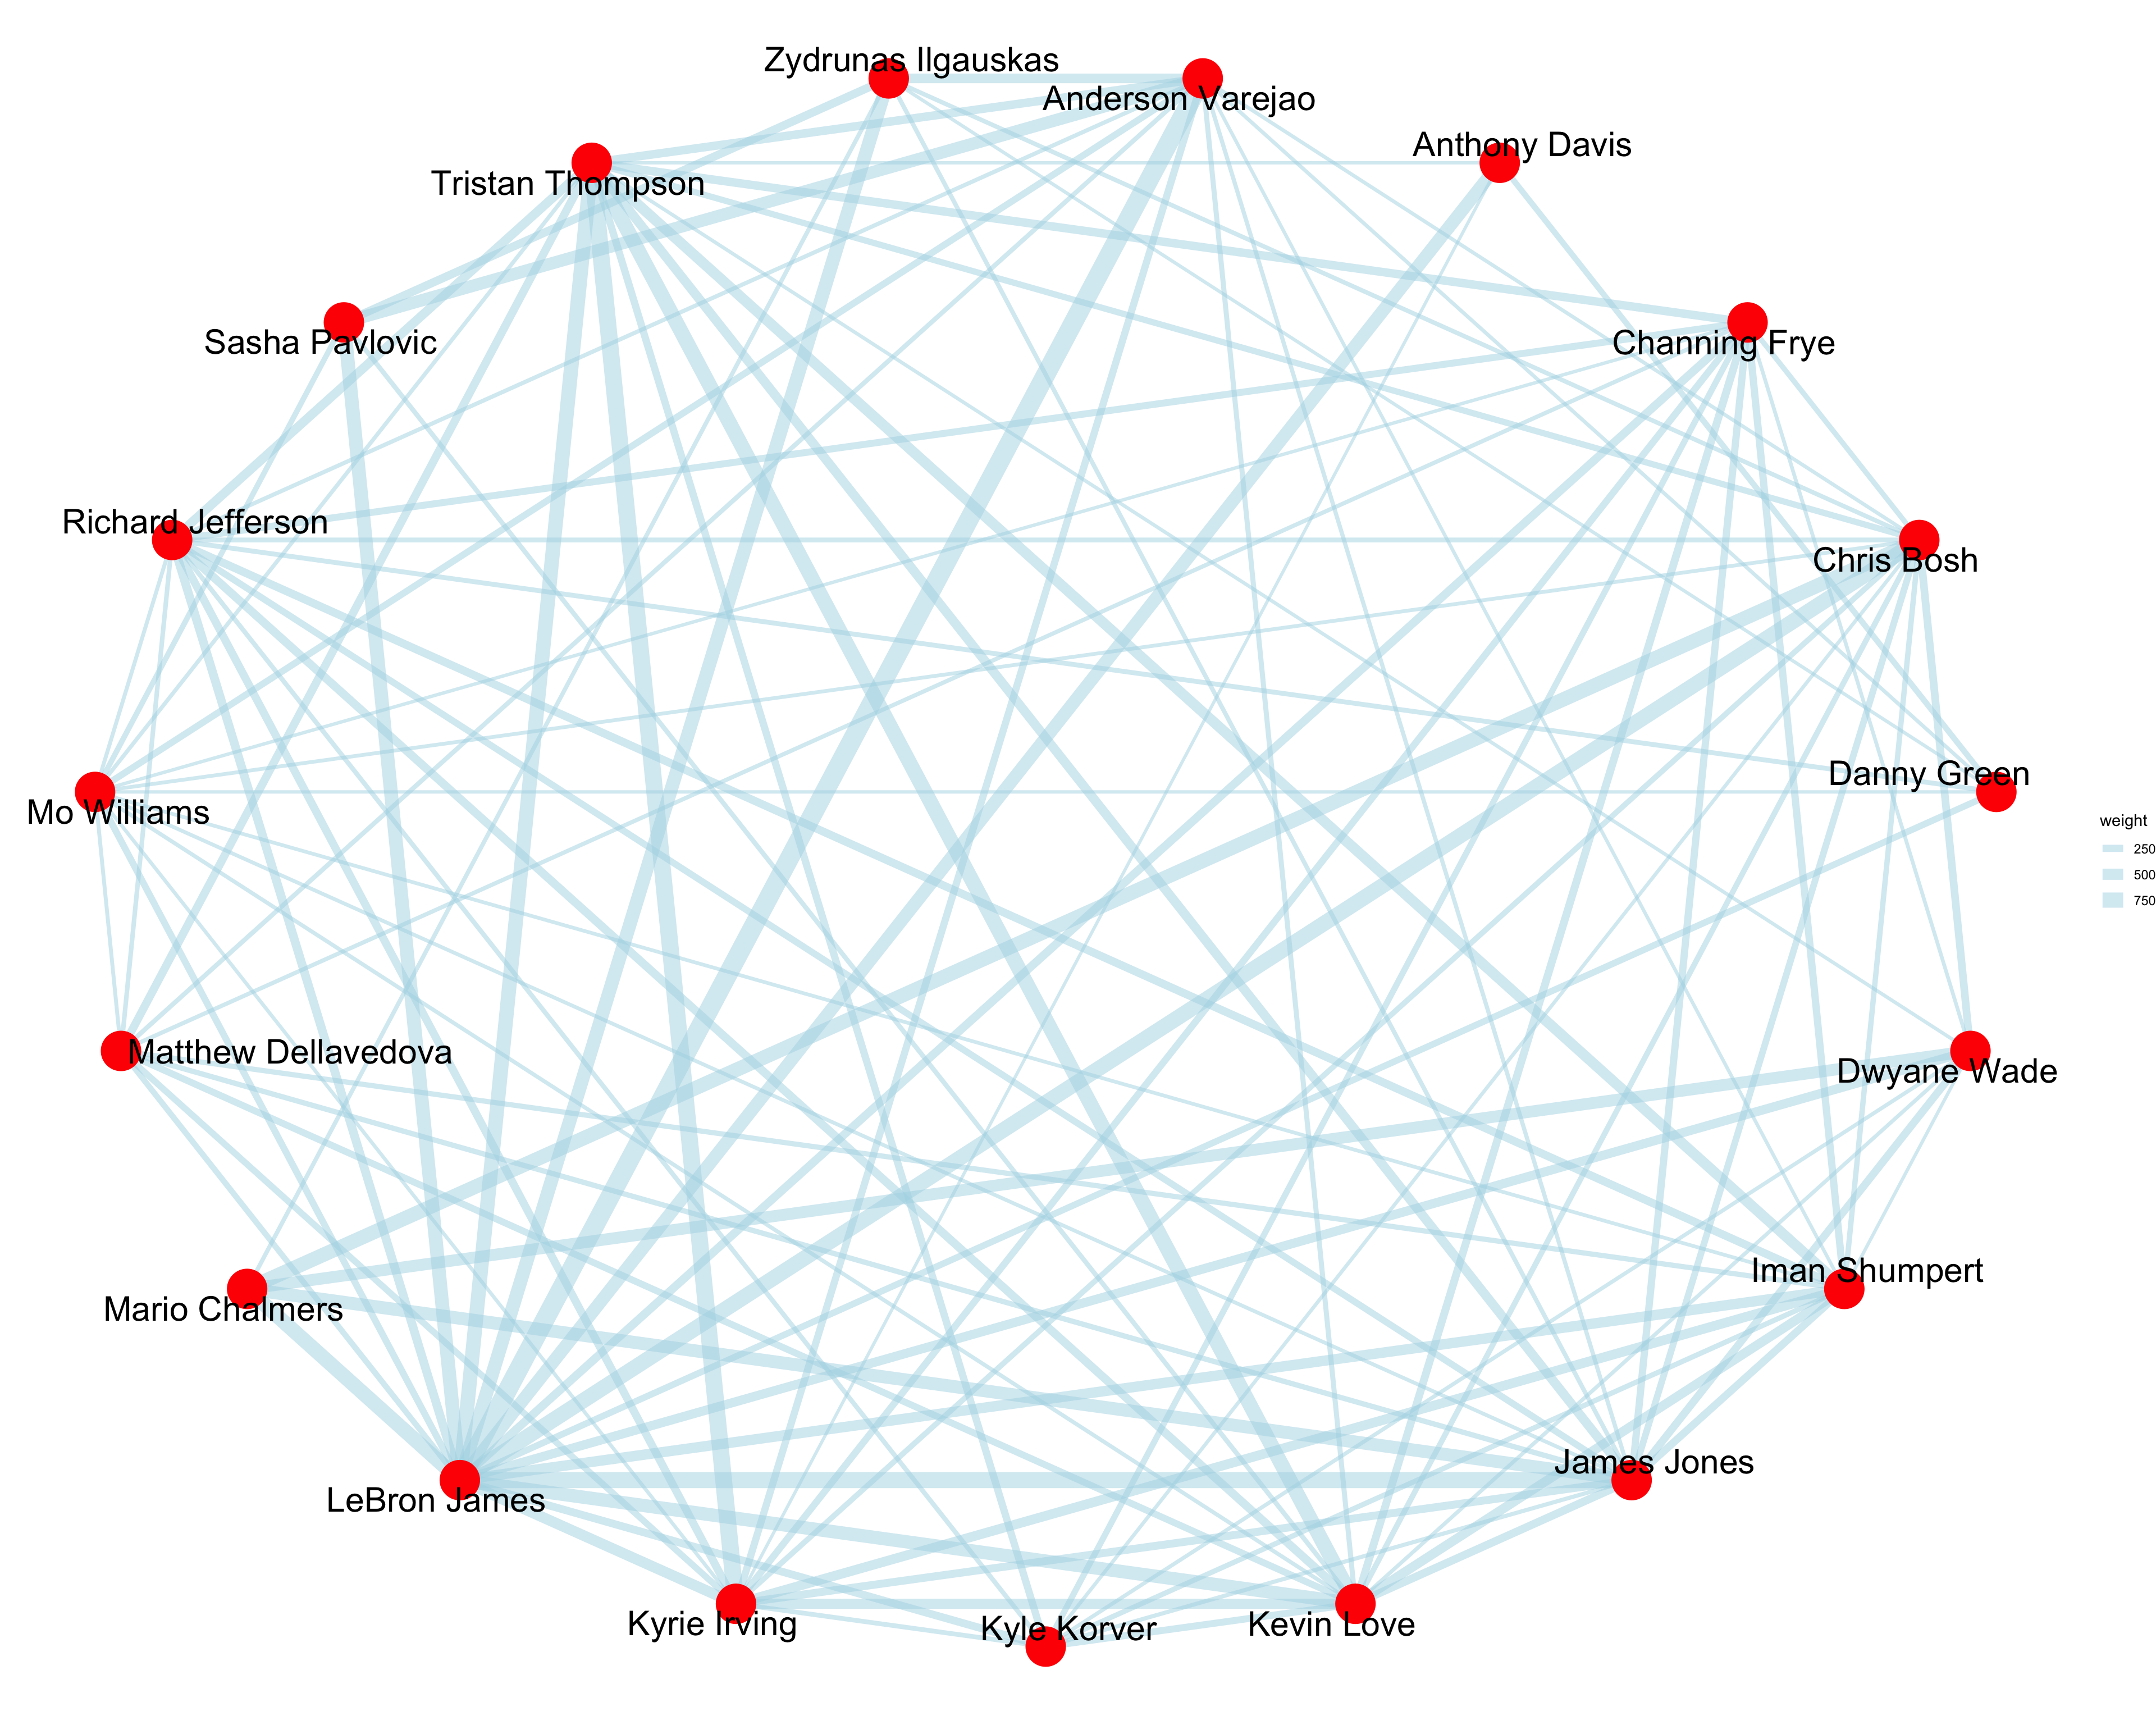 Zydrunas Ilgauskas
Anderson Varejao
Anthony Davis
Tristan Thompson
Sasha Pavlovic
Channing Frye
Richard Jefferson
Chris Bosh
Danny Green
Mo Williams
weight
250
500
750
Matthew Dellavedova
Dwyane Wade
Iman Shumpert
Mario Chalmers
James Jones
LeBron James
Kyrie Irving
Kyle Korver
Kevin Love